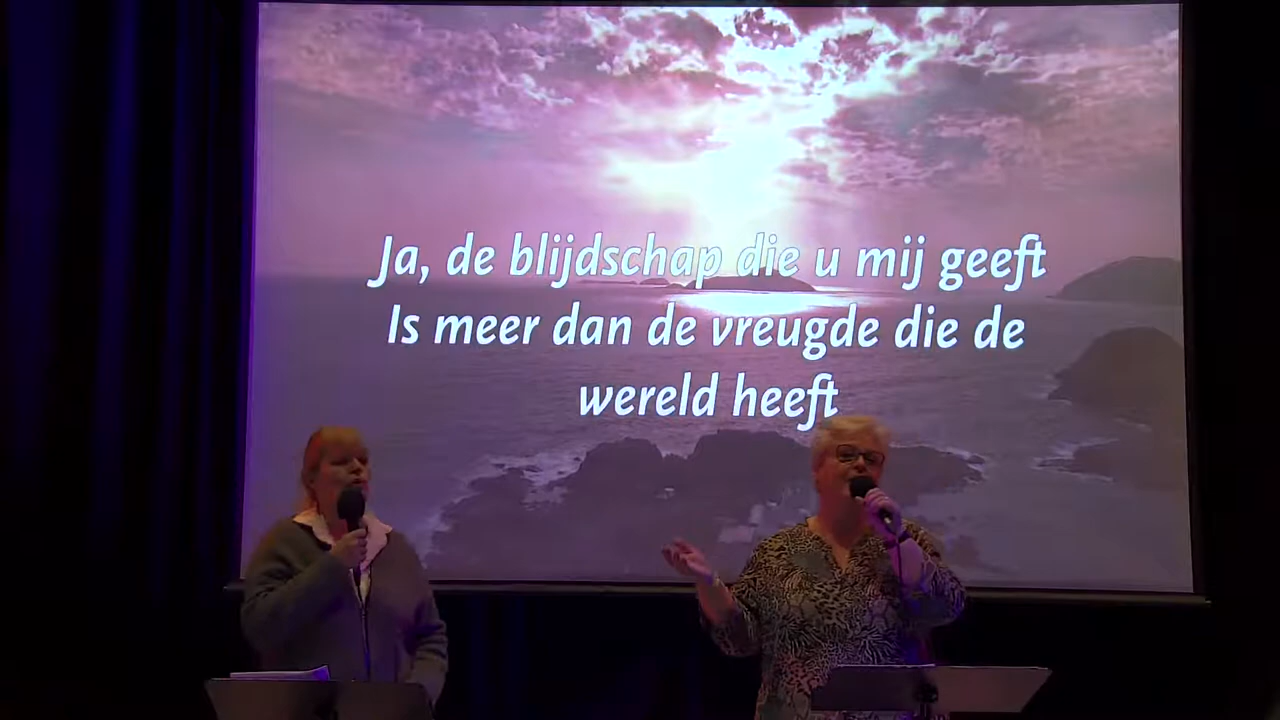 Ja, de blijdschap die u mij geeft
Is meer dan de vreugde die de
wereld heeft